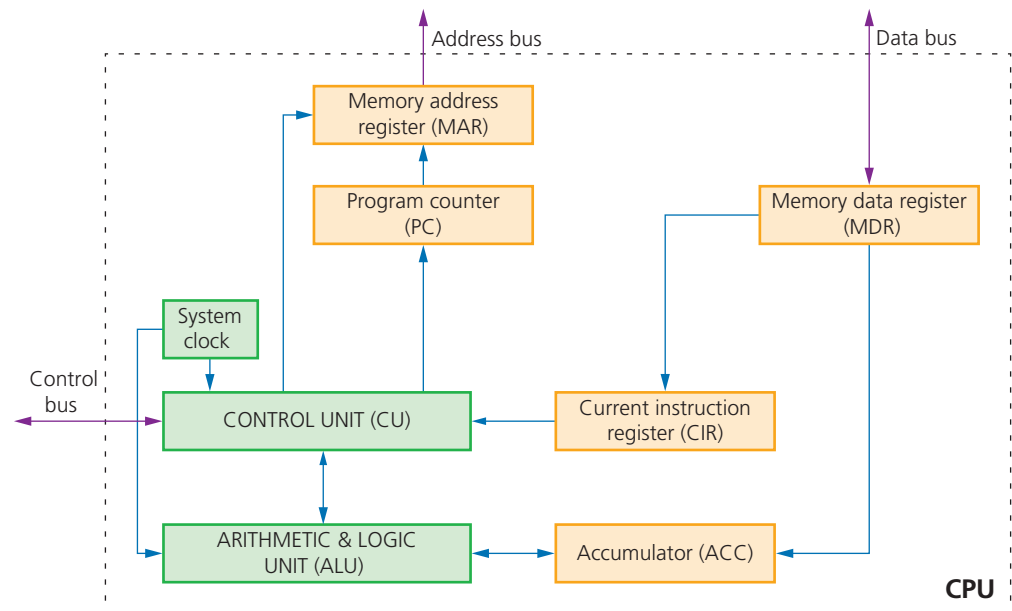 Address bus
Data bus
Memory address
register (MAR)
Program counter
(PC)
Memory data register
(MDR)
System
clock
Control
bus
CONTROL UNIT (CU)
Current instruction
register (CIR)
ARITHMETIC & LOGIC
UNIT (ALU)
Accumulator (ACC)
CPU